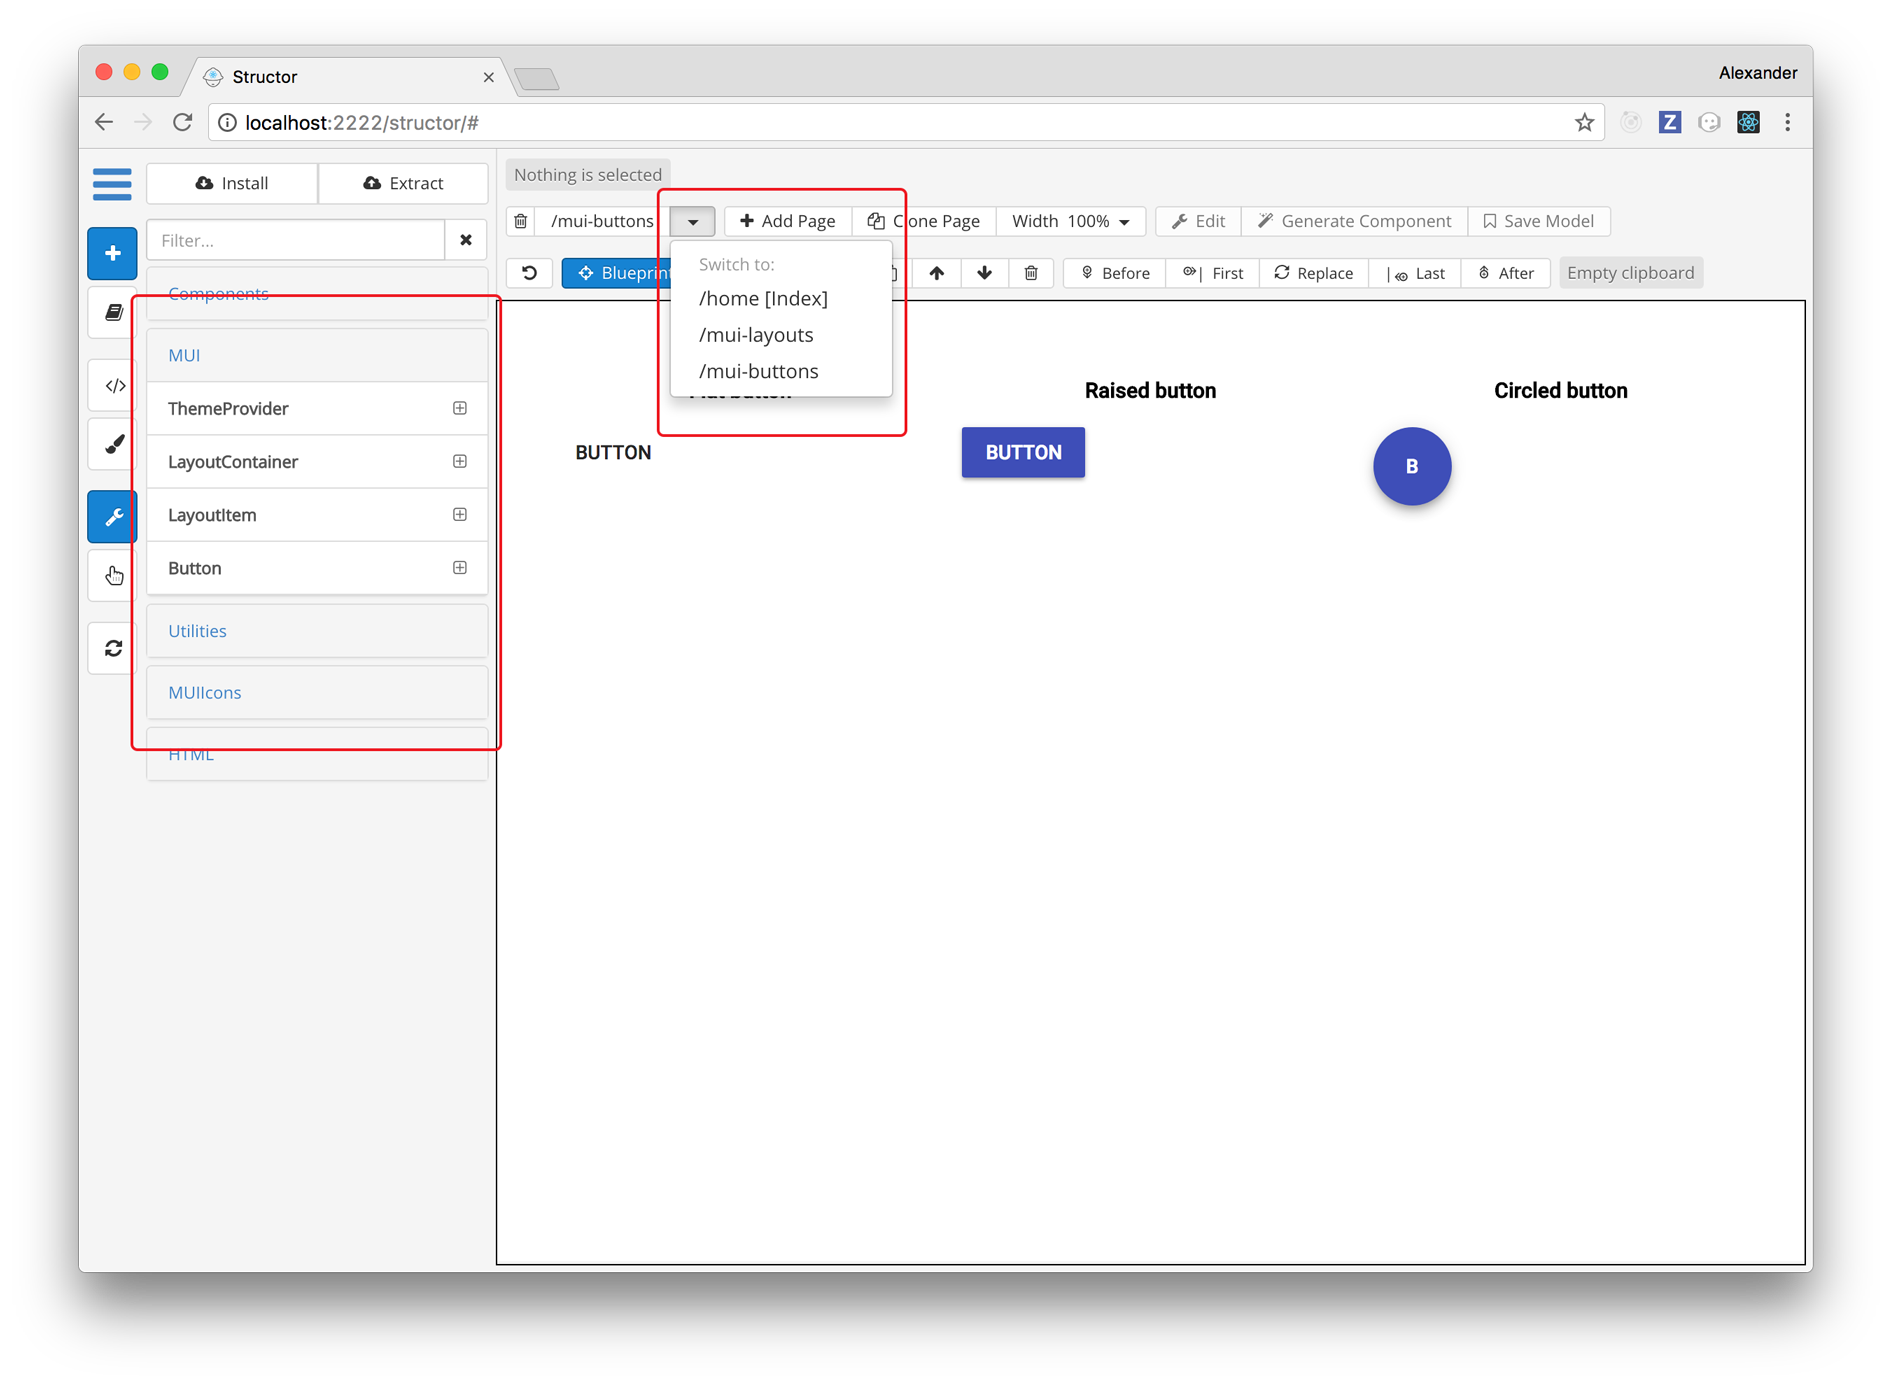 Structor
Alexander
localhost:2222/structor/#
Install
Extract
Nothing is selected
/mui-buttons
Add Page
Clone Page
Width 100%
Edit
Generate Component
Save Model
Filter...
Blueprint
Before
First
Replace
Last
After
Empty clipboard
Switch to:
/home [Index]
/mui-layouts
/mui-buttons
Components
MUI
ThemeProvider
LayoutContainer
LayoutItem
Button
Utilities
MUIIcons
HTML
Flat button
Raised button
Circled button
BUTTON
BUTTON
B
Z